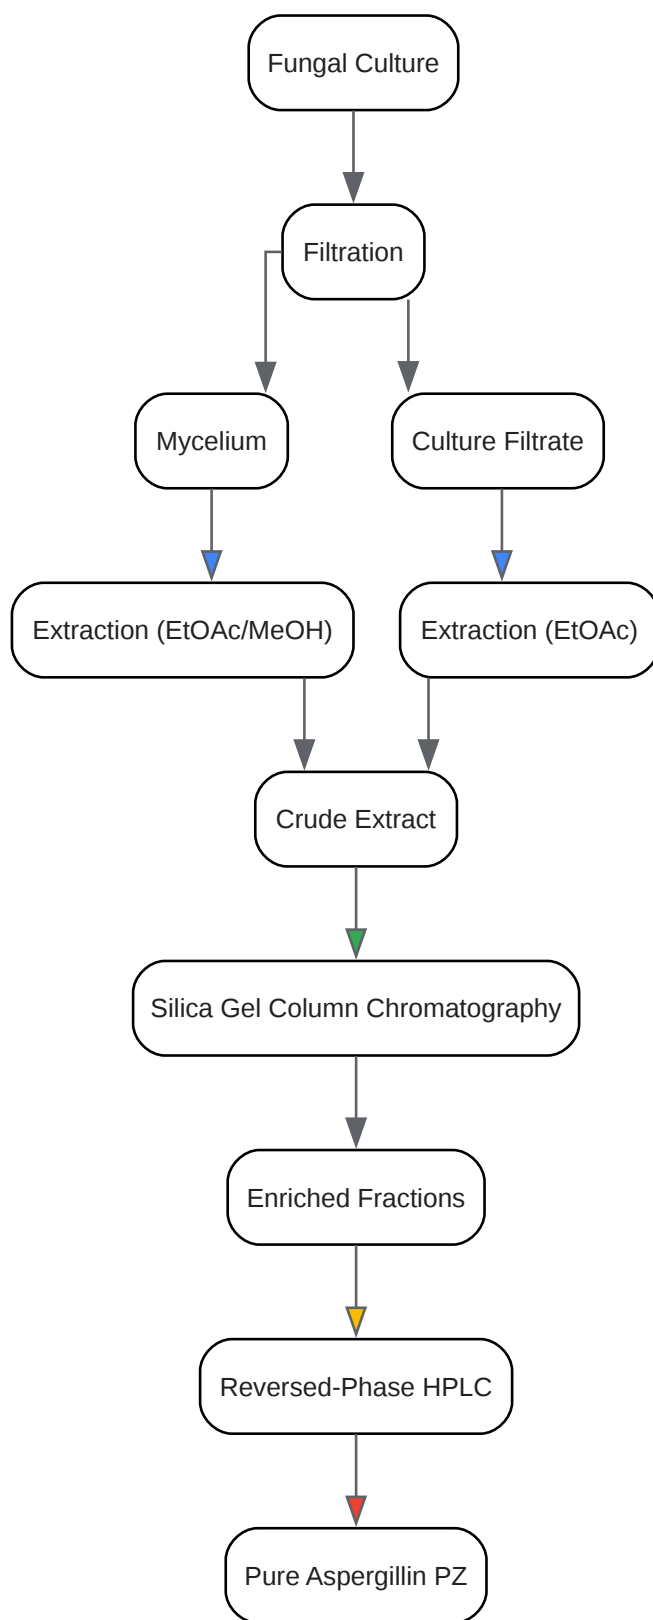 Fungal Culture
Filtration
Mycelium
Culture Filtrate
Extraction (EtOAc/MeOH)
Extraction (EtOAc)
Crude Extract
Silica Gel Column Chromatography
Enriched Fractions
Reversed-Phase HPLC
Pure Aspergillin PZ